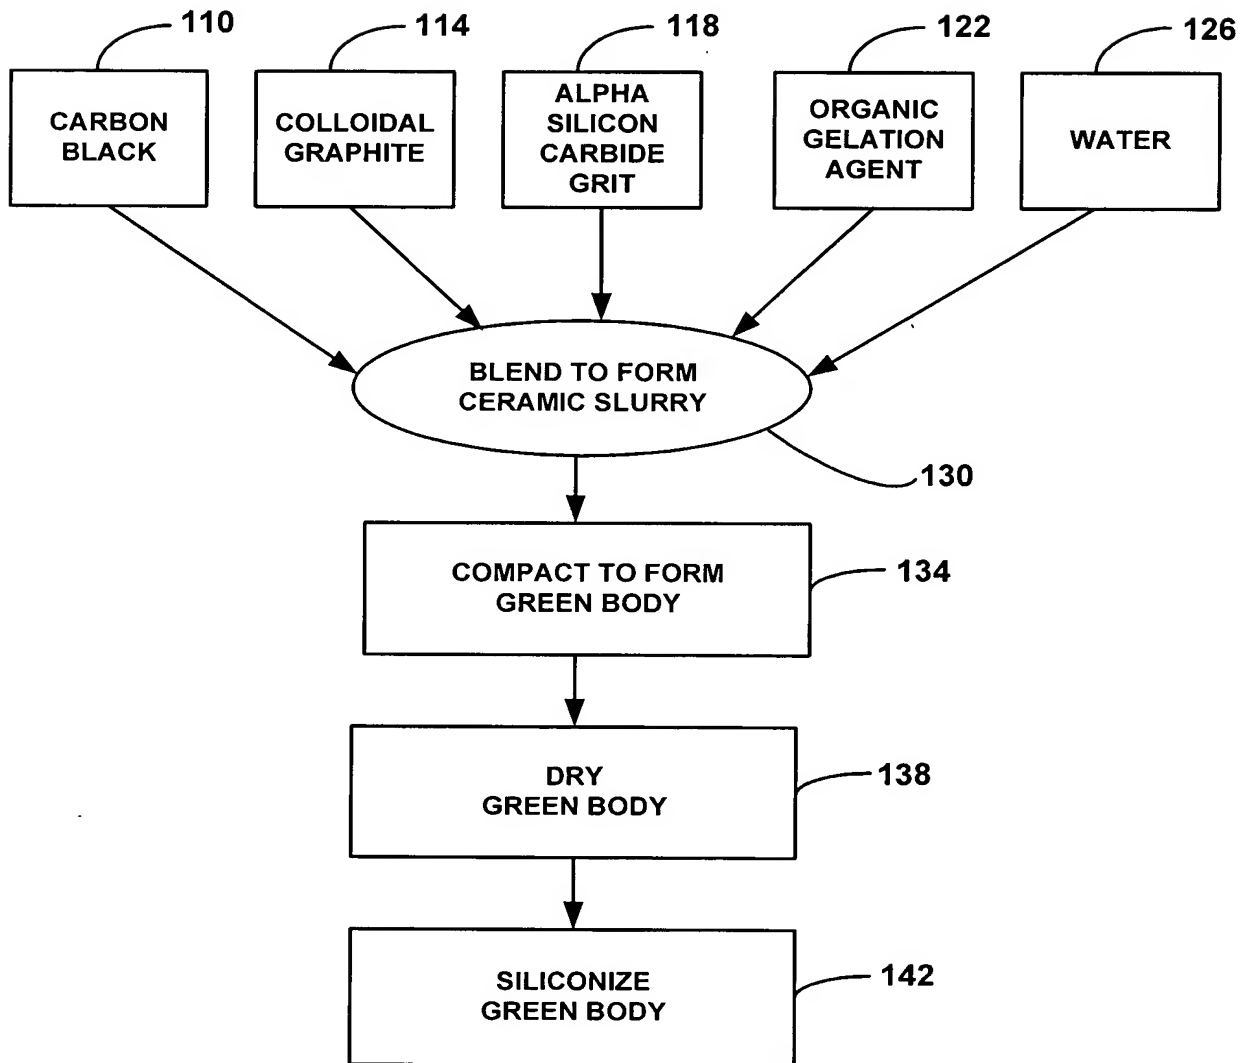 110
114
118
122
126
CARBON
BLACK
COLLOIDAL
GRAPHITE
ALPHA
SILICON
CARBIDE
GRIT
ORGANIC
GELATION
AGENT
WATER
BLEND TO FORM
CERAMIC SLURRY
130
COMPACT TO FORM
GREEN BODY
134
DRY
GREEN BODY
138
SILICONIZE
GREEN BODY
142